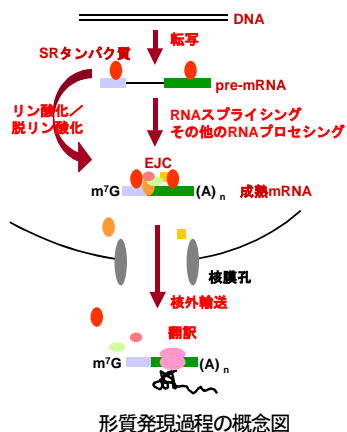 DNA
転写
SRタンパク質
pre-mRNA
リン酸化／
脱リン酸化
RNAスプライシング
その他のRNAプロセシング
EJC
m⁷G (A)n 成熟mRNA
核膜孔
核外輸送
翻訳
m⁷G (A)n
形質発現過程の概念図